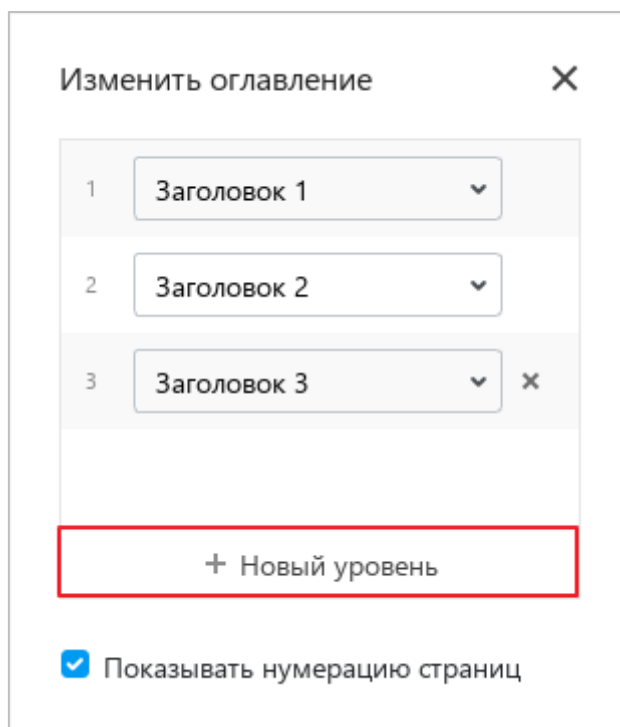 Изменить оглавление
1 Заголовок 1
2 Заголовок 2
3 Заголовок 3
+ Новый уровень
Показывать нумерацию страниц